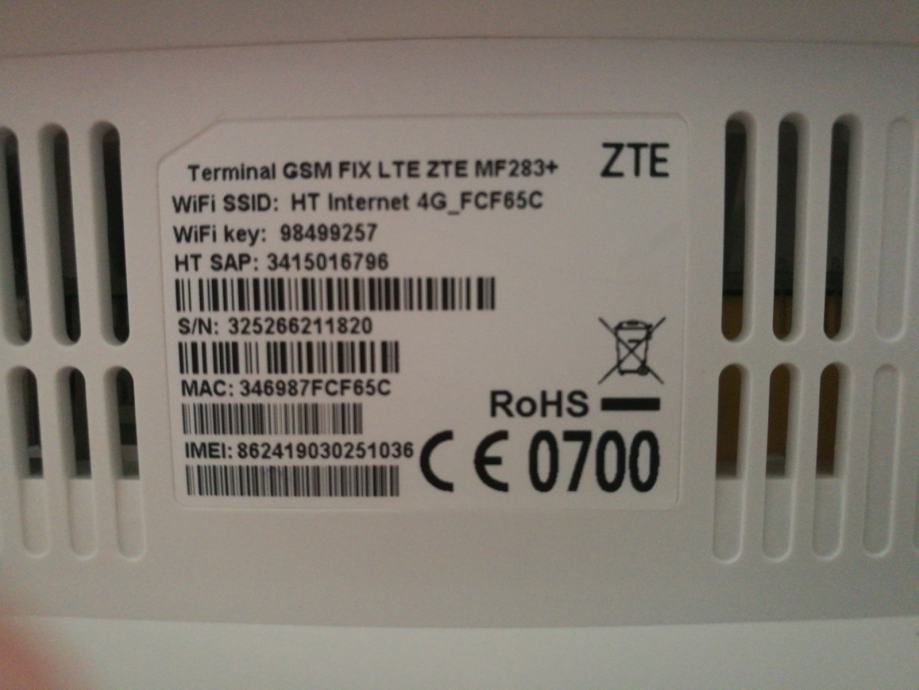 Terminal GSM FIX LTE ZTE MF283+
ZTE
WiFi SSID: HT Internet 4G_FCF65C
WiFi key: 98499257
HT SAP: 3415016796
S/N: 325266211820
MAC: 346987FCF65C
RoHS
IMEI: 862419030251036
CE 0700